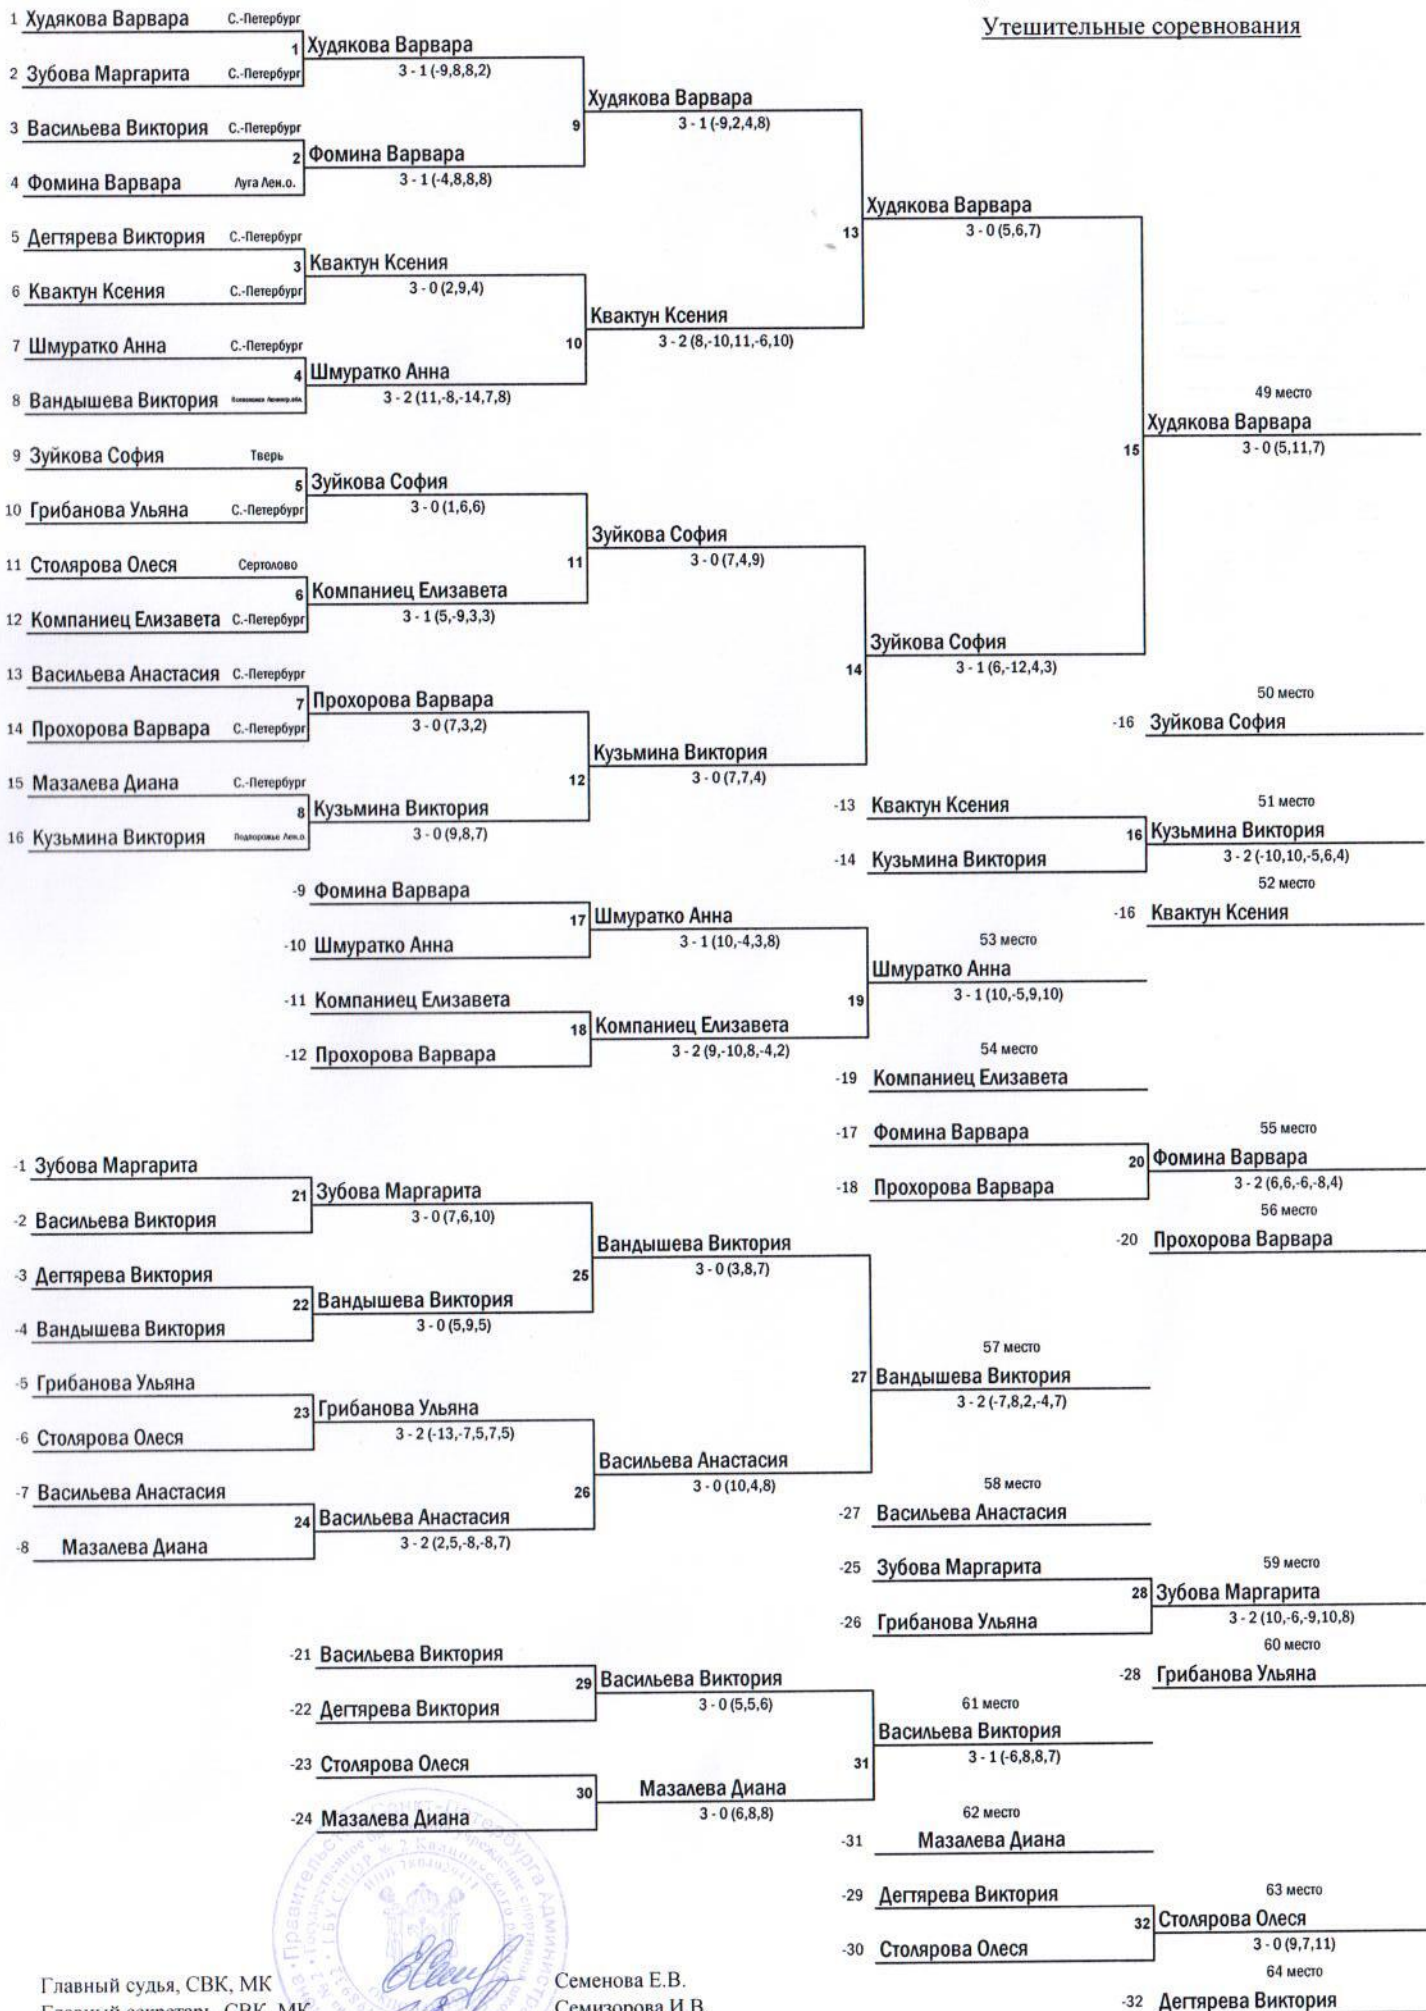 Утешительные соревнования
1 Худякова Варвара С.-Петербург
1 Худякова Варвара
3 - 1 (-9,8,8,2)
2 Зубова Маргарита С.-Петербург
Худякова Варвара
9 3 - 1 (-9,2,4,8)
3 Васильева Виктория С.-Петербург
2 Фомина Варвара
3 - 1 (-4,8,8,8)
4 Фомина Варвара Луга Лен.о.
Худякова Варвара
13 3 - 0 (5,6,7)
5 Дегтярева Виктория С.-Петербург
3 Квактун Ксения
3 - 0 (2,9,4)
6 Квактун Ксения С.-Петербург
Квактун Ксения
10 3 - 2 (8,-10,11,-6,10)
7 Шмуратко Анна С.-Петербург
4 Шмуратко Анна
3 - 2 (11,-8,-14,7,8)
8 Вандышева Виктория
49 место
Худякова Варвара
15 3 - 0 (5,11,7)
9 Зуйкова София Тверь
5 Зуйкова София
3 - 0 (1,6,6)
10 Грибанова Ульяна С.-Петербург
Зуйкова София
11 3 - 0 (7,4,9)
11 Столярова Олеся Сертолово
6 Компаниец Елизавета
3 - 1 (5,-9,3,3)
12 Компаниец Елизавета С.-Петербург
Зуйкова София
14 3 - 1 (6,-12,4,3)
13 Васильева Анастасия С.-Петербург
7 Прохорова Варвара
3 - 0 (7,3,2)
14 Прохорова Варвара С.-Петербург
50 место
-16 Зуйкова София
Кузьмина Виктория
12 3 - 0 (7,7,4)
15 Мазалева Диана С.-Петербург
8 Кузьмина Виктория
3 - 0 (9,8,7)
16 Кузьмина Виктория Подпорожье Лен.о.
-13 Квактун Ксения
51 место
16 Кузьмина Виктория
3 - 2 (-10,10,-5,6,4)
-14 Кузьмина Виктория
52 место
-16 Квактун Ксения
-9 Фомина Варвара
17 Шмуратко Анна
3 - 1 (10,-4,3,8)
-10 Шмуратко Анна
53 место
Шмуратко Анна
19 3 - 1 (10,-5,9,10)
-11 Компаниец Елизавета
18 Компаниец Елизавета
3 - 2 (9,-10,8,-4,2)
-12 Прохорова Варвара
54 место
-19 Компаниец Елизавета
-17 Фомина Варвара
55 место
20 Фомина Варвара
3 - 2 (6,6,-6,-8,4)
-18 Прохорова Варвара
56 место
-20 Прохорова Варвара
-1 Зубова Маргарита
21 Зубова Маргарита
3 - 0 (7,6,10)
-2 Васильева Виктория
Вандышева Виктория
25 3 - 0 (3,8,7)
-3 Дегтярева Виктория
22 Вандышева Виктория
3 - 0 (5,9,5)
-4 Вандышева Виктория
57 место
27 Вандышева Виктория
3 - 2 (-7,8,2,-4,7)
-5 Грибанова Ульяна
23 Грибанова Ульяна
3 - 2 (-13,-7,5,7,5)
-6 Столярова Олеся
Васильева Анастасия
26 3 - 0 (10,4,8)
-7 Васильева Анастасия
24 Васильева Анастасия
3 - 2 (2,5,-8,-8,7)
-8 Мазалева Диана
58 место
-27 Васильева Анастасия
-25 Зубова Маргарита
59 место
28 Зубова Маргарита
3 - 2 (10,-6,-9,10,8)
-26 Грибанова Ульяна
60 место
-28 Грибанова Ульяна
-21 Васильева Виктория
29 Васильева Виктория
3 - 0 (5,5,6)
-22 Дегтярева Виктория
61 место
Васильева Виктория
31 3 - 1 (-6,8,8,7)
-23 Столярова Олеся
30 Мазалева Диана
3 - 0 (6,8,8)
-24 Мазалева Диана
62 место
-31 Мазалева Диана
-29 Дегтярева Виктория
63 место
32 Столярова Олеся
3 - 0 (9,7,11)
-30 Столярова Олеся
64 место
-32 Дегтярева Виктория
Главный судья, СВК, МК Семенова Е.В.
Главный секретарь, СВК, МК Семизорова И.В.